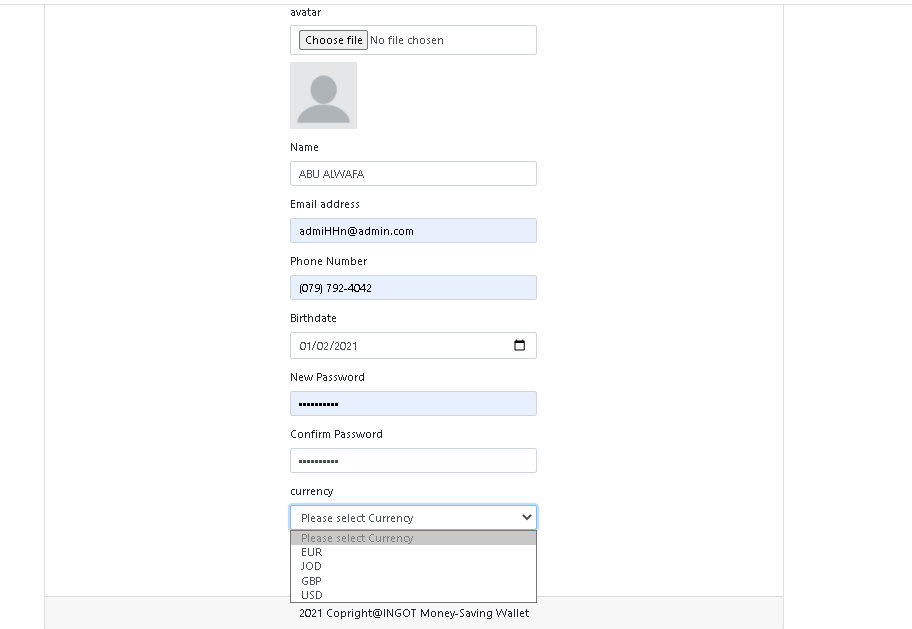 avatar
Choose file No file chosen
Name
ABU ALWAFA
Email address
admiHHn@admin.com
Phone Number
(079) 792-4042
Birthdate
01/02/2021
New Password
••••••••••
Confirm Password
••••••••••
currency
Please select Currency
Please select Currency
EUR
JOD
GBP
USD
2021 Copright@INGOT Money-Saving Wallet